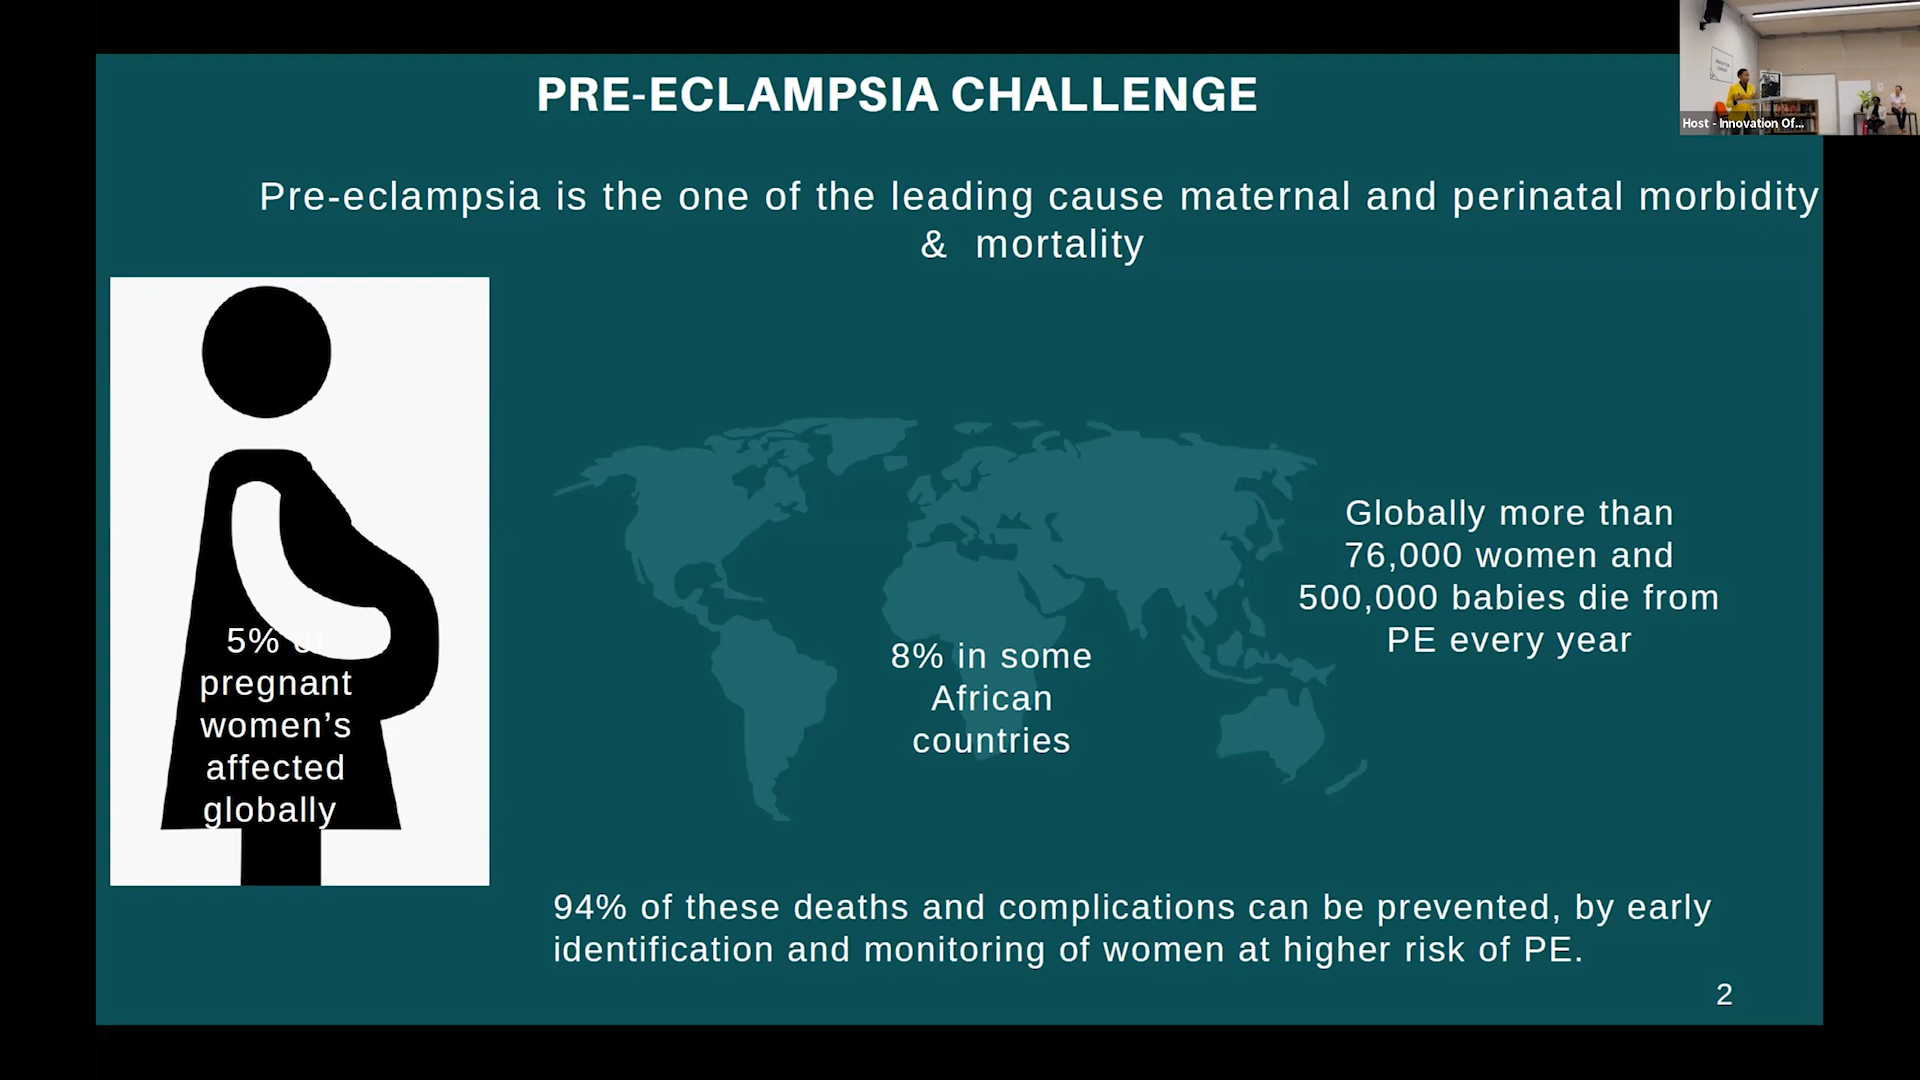 PRE-ECLAMPSIA CHALLENGE
Host - Innovation Of...
Pre-eclampsia is the one of the leading cause maternal and perinatal morbidity
& mortality
5% of
pregnant
women’s
affected
globally
8% in some
African
countries
Globally more than
76,000 women and
500,000 babies die from
PE every year
94% of these deaths and complications can be prevented, by early
identification and monitoring of women at higher risk of PE.
2